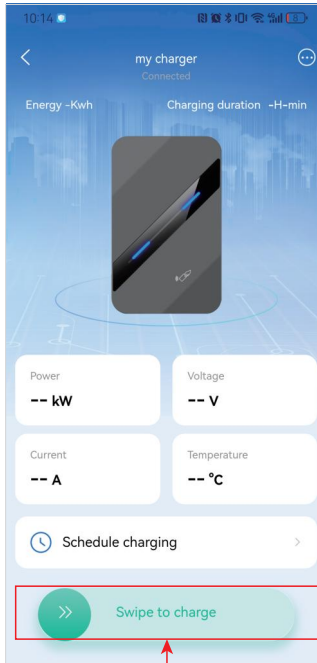 10:14
8
my charger
Connected
Energy -Kwh Charging duration -H-min
Power
-- kW
Voltage
-- V
Current
-- A
Temperature
-- °C
Schedule charging
Swipe to charge